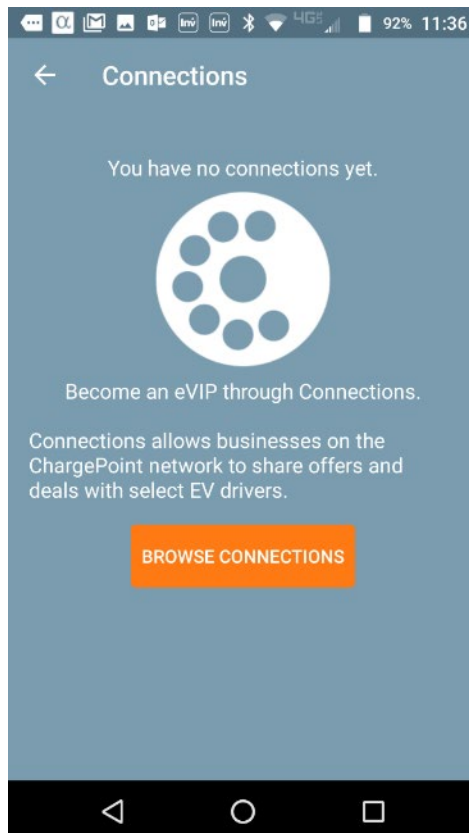 92% 11:36
Connections
You have no connections yet.
Become an eVIP through Connections.
Connections allows businesses on the
ChargePoint network to share offers and
deals with select EV drivers.
BROWSE CONNECTIONS